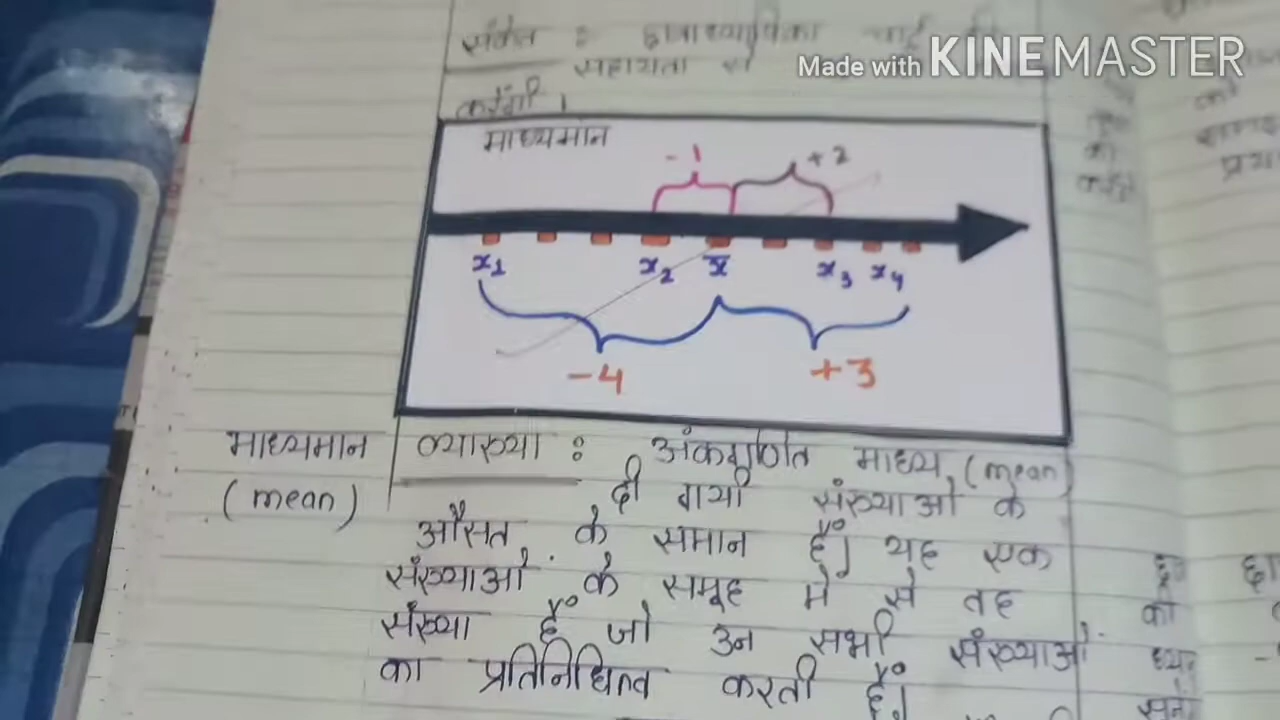 संकेत : छात्राध्यापिका चार्ट की
सहायता से
Made with KINEMASTER
करेंगी ।
माध्यमान
-1 +2
x1 x2 x̄ x3 x4
-4 +3
माध्यमान
(mean)
व्याख्या : अंकगणित माध्य (mean)
दी गयी संख्याओं के
औसत के समान है। यह एक
संख्याओं के समूह में से वह
संख्या है जो उन सभी संख्याओं
का प्रतिनिधित्व करती है।